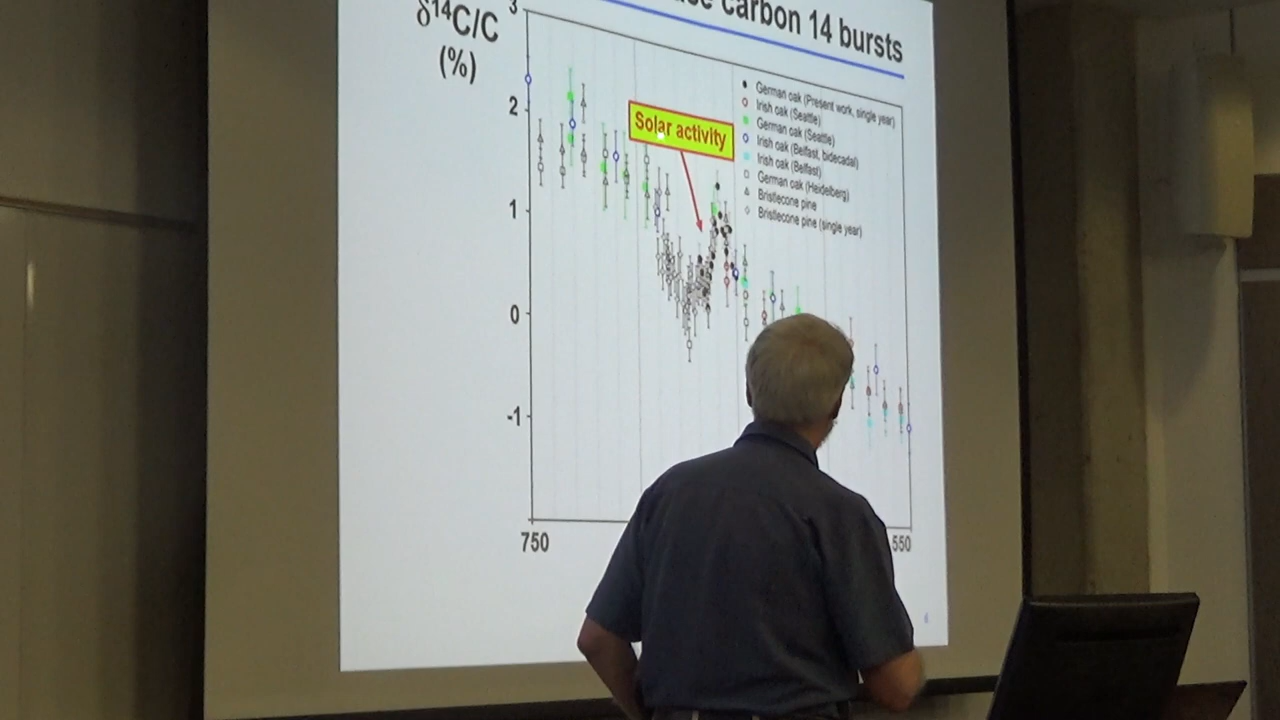 carbon 14 bursts
δ¹⁴C/C
(%)
3
2
1
0
-1
750
550
Solar activity
German oak (Present work, single year)
Irish oak (Seattle)
German oak (Seattle)
Irish oak (Belfast, bidecadal)
Irish oak (Belfast)
German oak (Heidelberg)
Bristlecone pine
Bristlecone pine (single year)